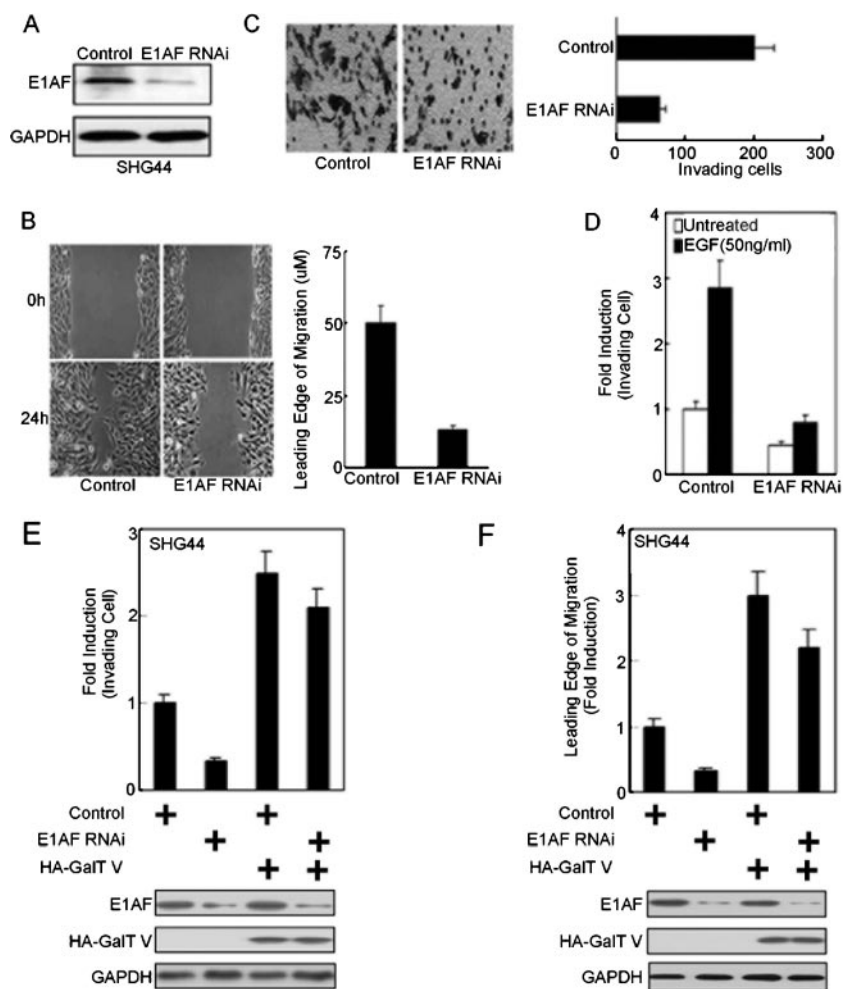 A
Control E1AF RNAi
E1AF
GAPDH
SHG44
C
Control
E1AF RNAi
Control
E1AF RNAi
0
100
200
300
Invading cells
B
0h
24h
Control
E1AF RNAi
Leading Edge of Migration (uM)
75
50
25
0
Control
E1AF RNAi
D
Untreated
EGF(50ng/ml)
Fold Induction
(Invading Cell)
4
3
2
1
0
Control
E1AF RNAi
E
SHG44
Fold Induction
(Invading Cell)
3
2
1
0
Control + +
E1AF RNAi + +
HA-GalT V + +
E1AF
HA-GalT V
GAPDH
F
SHG44
Leading Edge of Migration
(Fold Induction)
4
3
2
1
0
Control + +
E1AF RNAi + +
HA-GalT V + +
E1AF
HA-GalT V
GAPDH